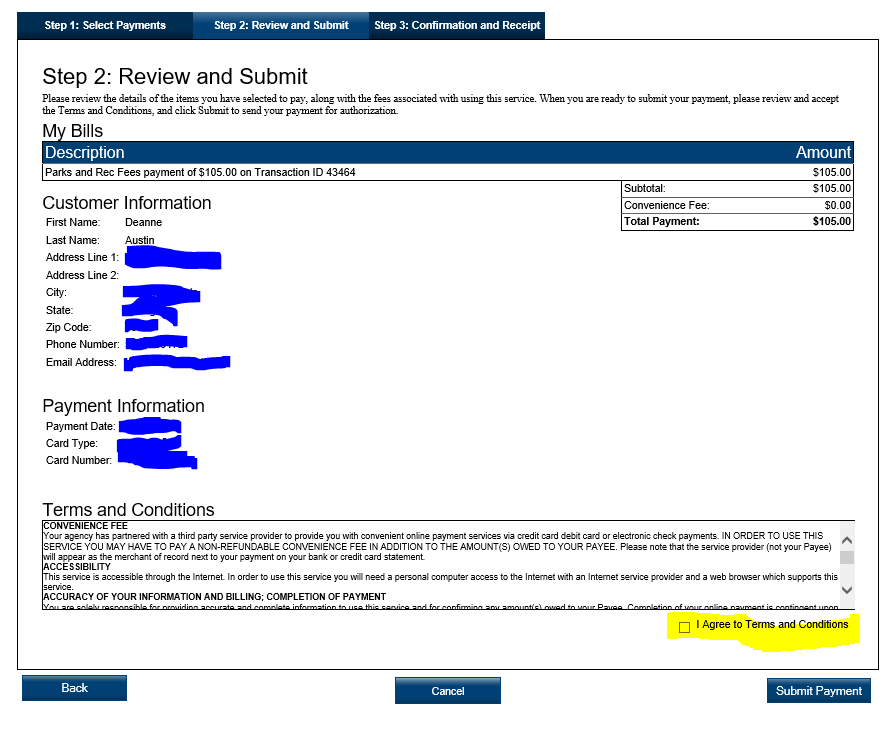 Step 1: Select Payments
Step 2: Review and Submit
Step 3: Confirmation and Receipt
Step 2: Review and Submit
Please review the details of the items you have selected to pay, along with the fees associated with using this service. When you are ready to submit your payment, please review and accept
the Terms and Conditions, and click Submit to send your payment for authorization.
My Bills
Description Amount
Parks and Rec Fees payment of $105.00 on Transaction ID 43464 $105.00
Subtotal: $105.00
Convenience Fee: $0.00
Total Payment: $105.00
Customer Information
First Name: Deanne
Last Name: Austin
Address Line 1:
Address Line 2:
City:
State:
Zip Code:
Phone Number:
Email Address:
Payment Information
Payment Date:
Card Type:
Card Number:
Terms and Conditions
CONVENIENCE FEE
Your agency has partnered with a third party service provider to provide you with convenient online payment services via credit card debit card or electronic check payments. IN ORDER TO USE THIS
SERVICE YOU MAY HAVE TO PAY A NON-REFUNDABLE CONVENIENCE FEE IN ADDITION TO THE AMOUNT(S) OWED TO YOUR PAYEE. Please note that the service provider (not your Payee)
will appear as the merchant of record next to your payment on your bank or credit card statement.
ACCESSIBILITY
This service is accessible through the Internet. In order to use this service you will need a personal computer access to the Internet with an Internet service provider and a web browser which supports this
service.
ACCURACY OF YOUR INFORMATION AND BILLING; COMPLETION OF PAYMENT
You are solely responsible for providing accurate and complete information to use this service and for confirming any amount(s) owed to your Payee. Completion of your online payment is contingent upon
I Agree to Terms and Conditions
Back
Cancel
Submit Payment